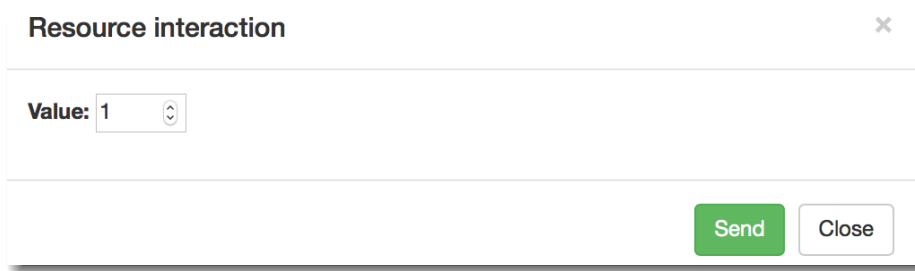 Resource interaction ×
Value: 1
Send Close